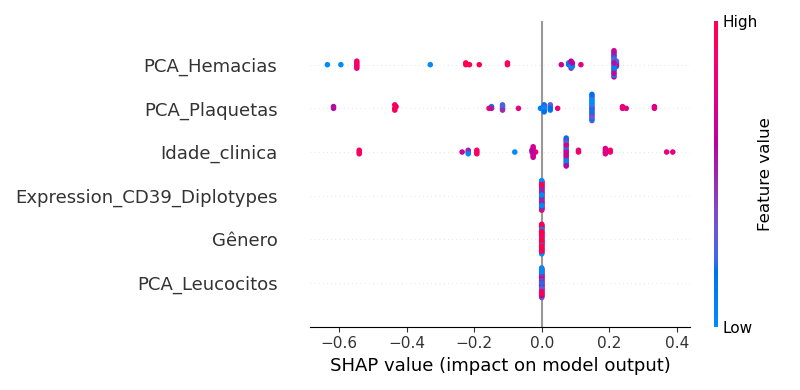 High
PCA_Hemacias
PCA_Plaquetas
Idade_clinica
Expression_CD39_Diplotypes
Gênero
PCA_Leucocitos
Feature value
Low
−0.6 −0.4 −0.2 0.0 0.2 0.4
SHAP value (impact on model output)